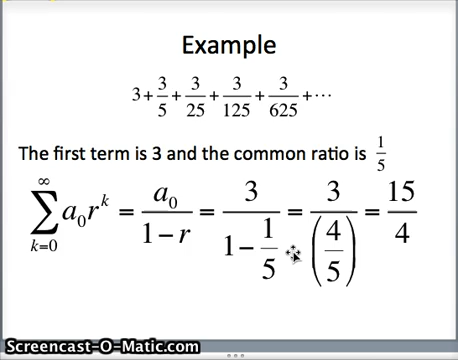 Example
3 + 3/5 + 3/25 + 3/125 + 3/625 + ⋯
The first term is 3 and the common ratio is 1/5
∑_{k=0}^{∞} a₀rᵏ = a₀/(1−r) = 3/(1−1/5) = 3/(4/5) = 15/4
Screencast-O-Matic.com